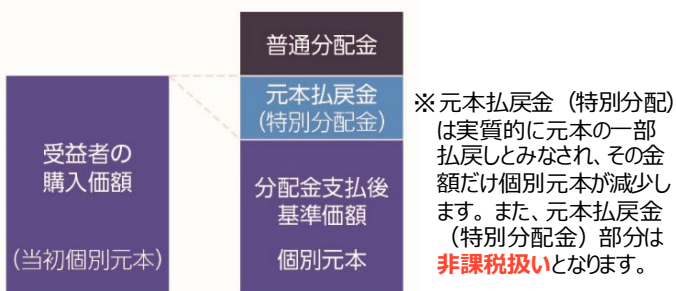 普通分配金
元本払戻金
(特別分配金)
受益者の
購入価額
(当初個別元本)
分配金支払後
基準価額
個別元本
※元本払戻金（特別分配)
は実質的に元本の一部
払戻しとみなされ、その金
額だけ個別元本が減少し
ます。また、元本払戻金
（特別分配金）部分は
非課税扱いとなります。